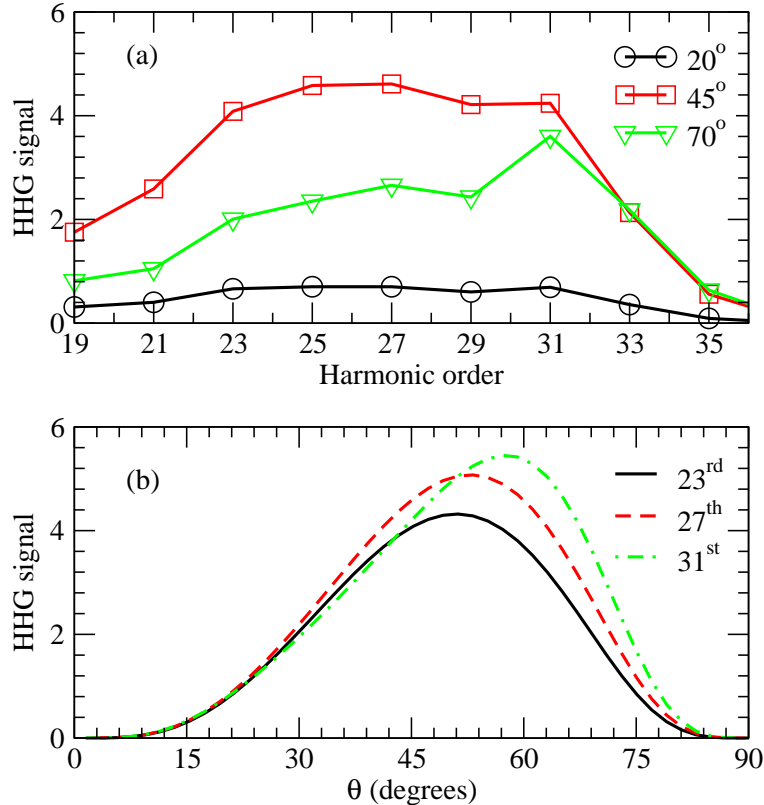 (a)
20°
45°
70°
HHG signal
6
4
2
0
19 21 23 25 27 29 31 33 35
Harmonic order
(b)
23rd
27th
31st
HHG signal
6
4
2
0
0 15 30 45 60 75 90
θ (degrees)